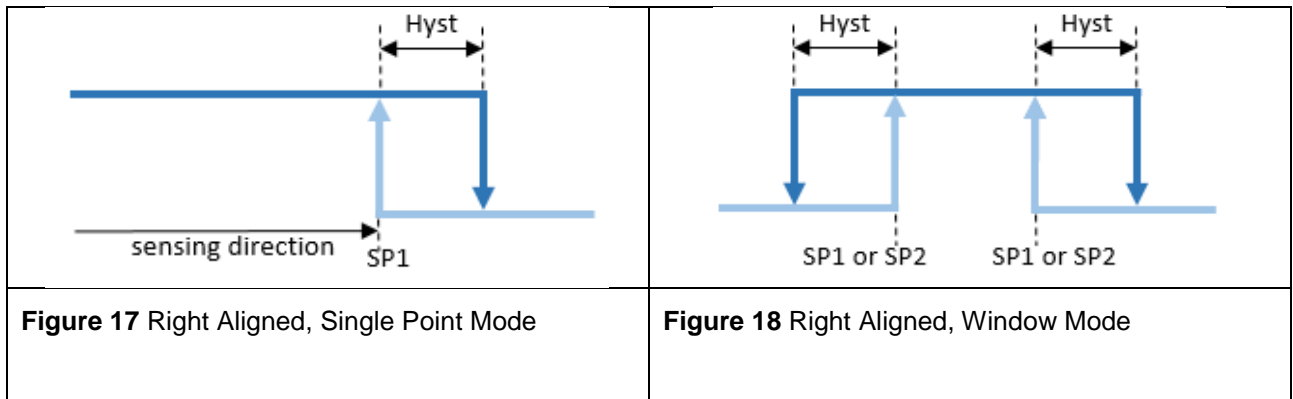 Hyst
sensing direction
SP1
Hyst
Hyst
SP1 or SP2
SP1 or SP2
Figure 17 Right Aligned, Single Point Mode
Figure 18 Right Aligned, Window Mode